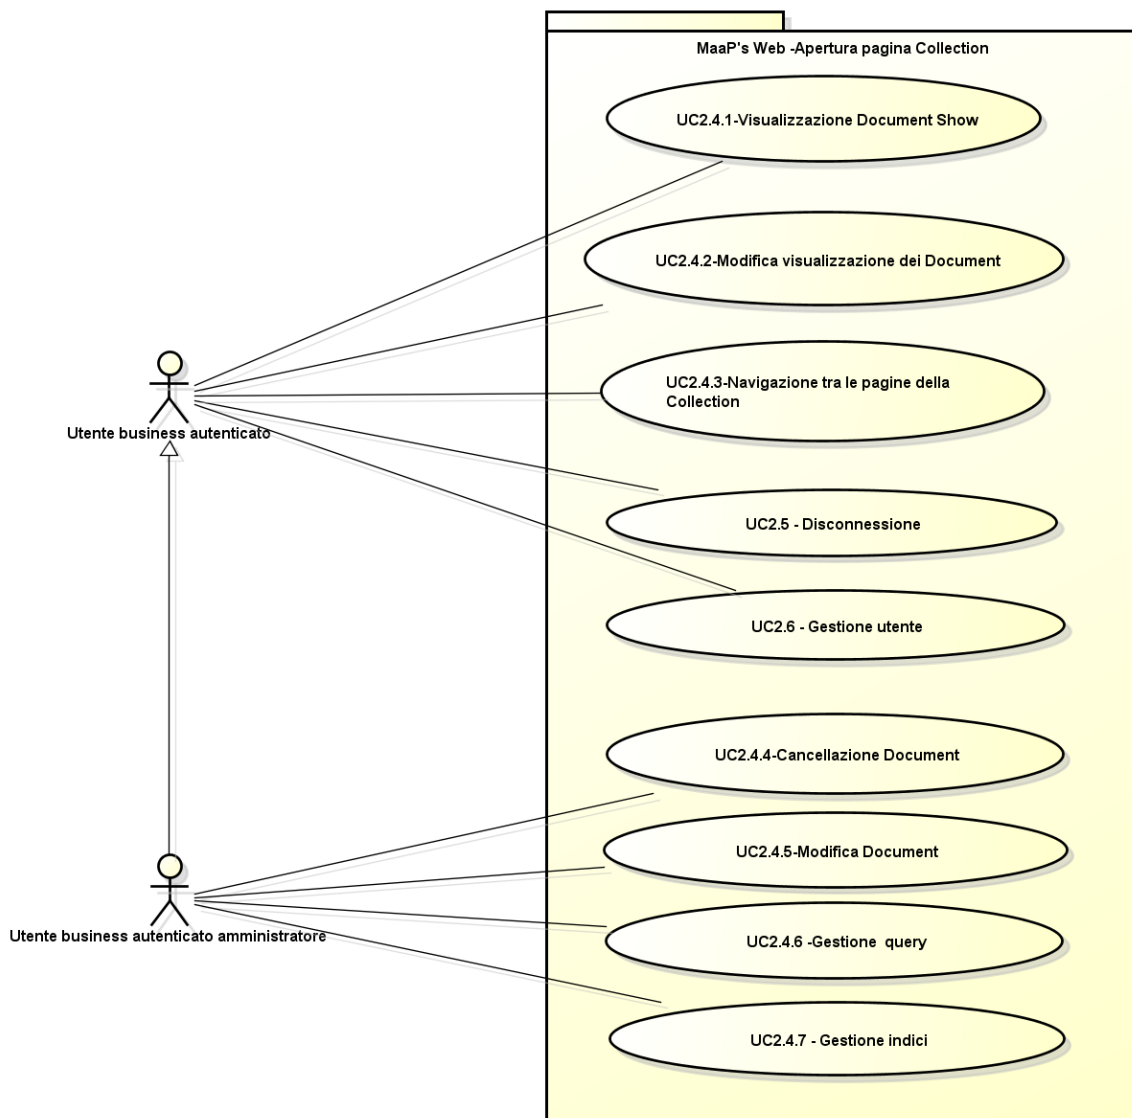 MaaP's Web -Apertura pagina Collection
UC2.4.1-Visualizzazione Document Show
UC2.4.2-Modifica visualizzazione dei Document
UC2.4.3-Navigazione tra le pagine della
Collection
Utente business autenticato
UC2.5 - Disconnessione
UC2.6 - Gestione utente
UC2.4.4-Cancellazione Document
UC2.4.5-Modifica Document
Utente business autenticato amministratore
UC2.4.6 -Gestione  query
UC2.4.7 - Gestione indici